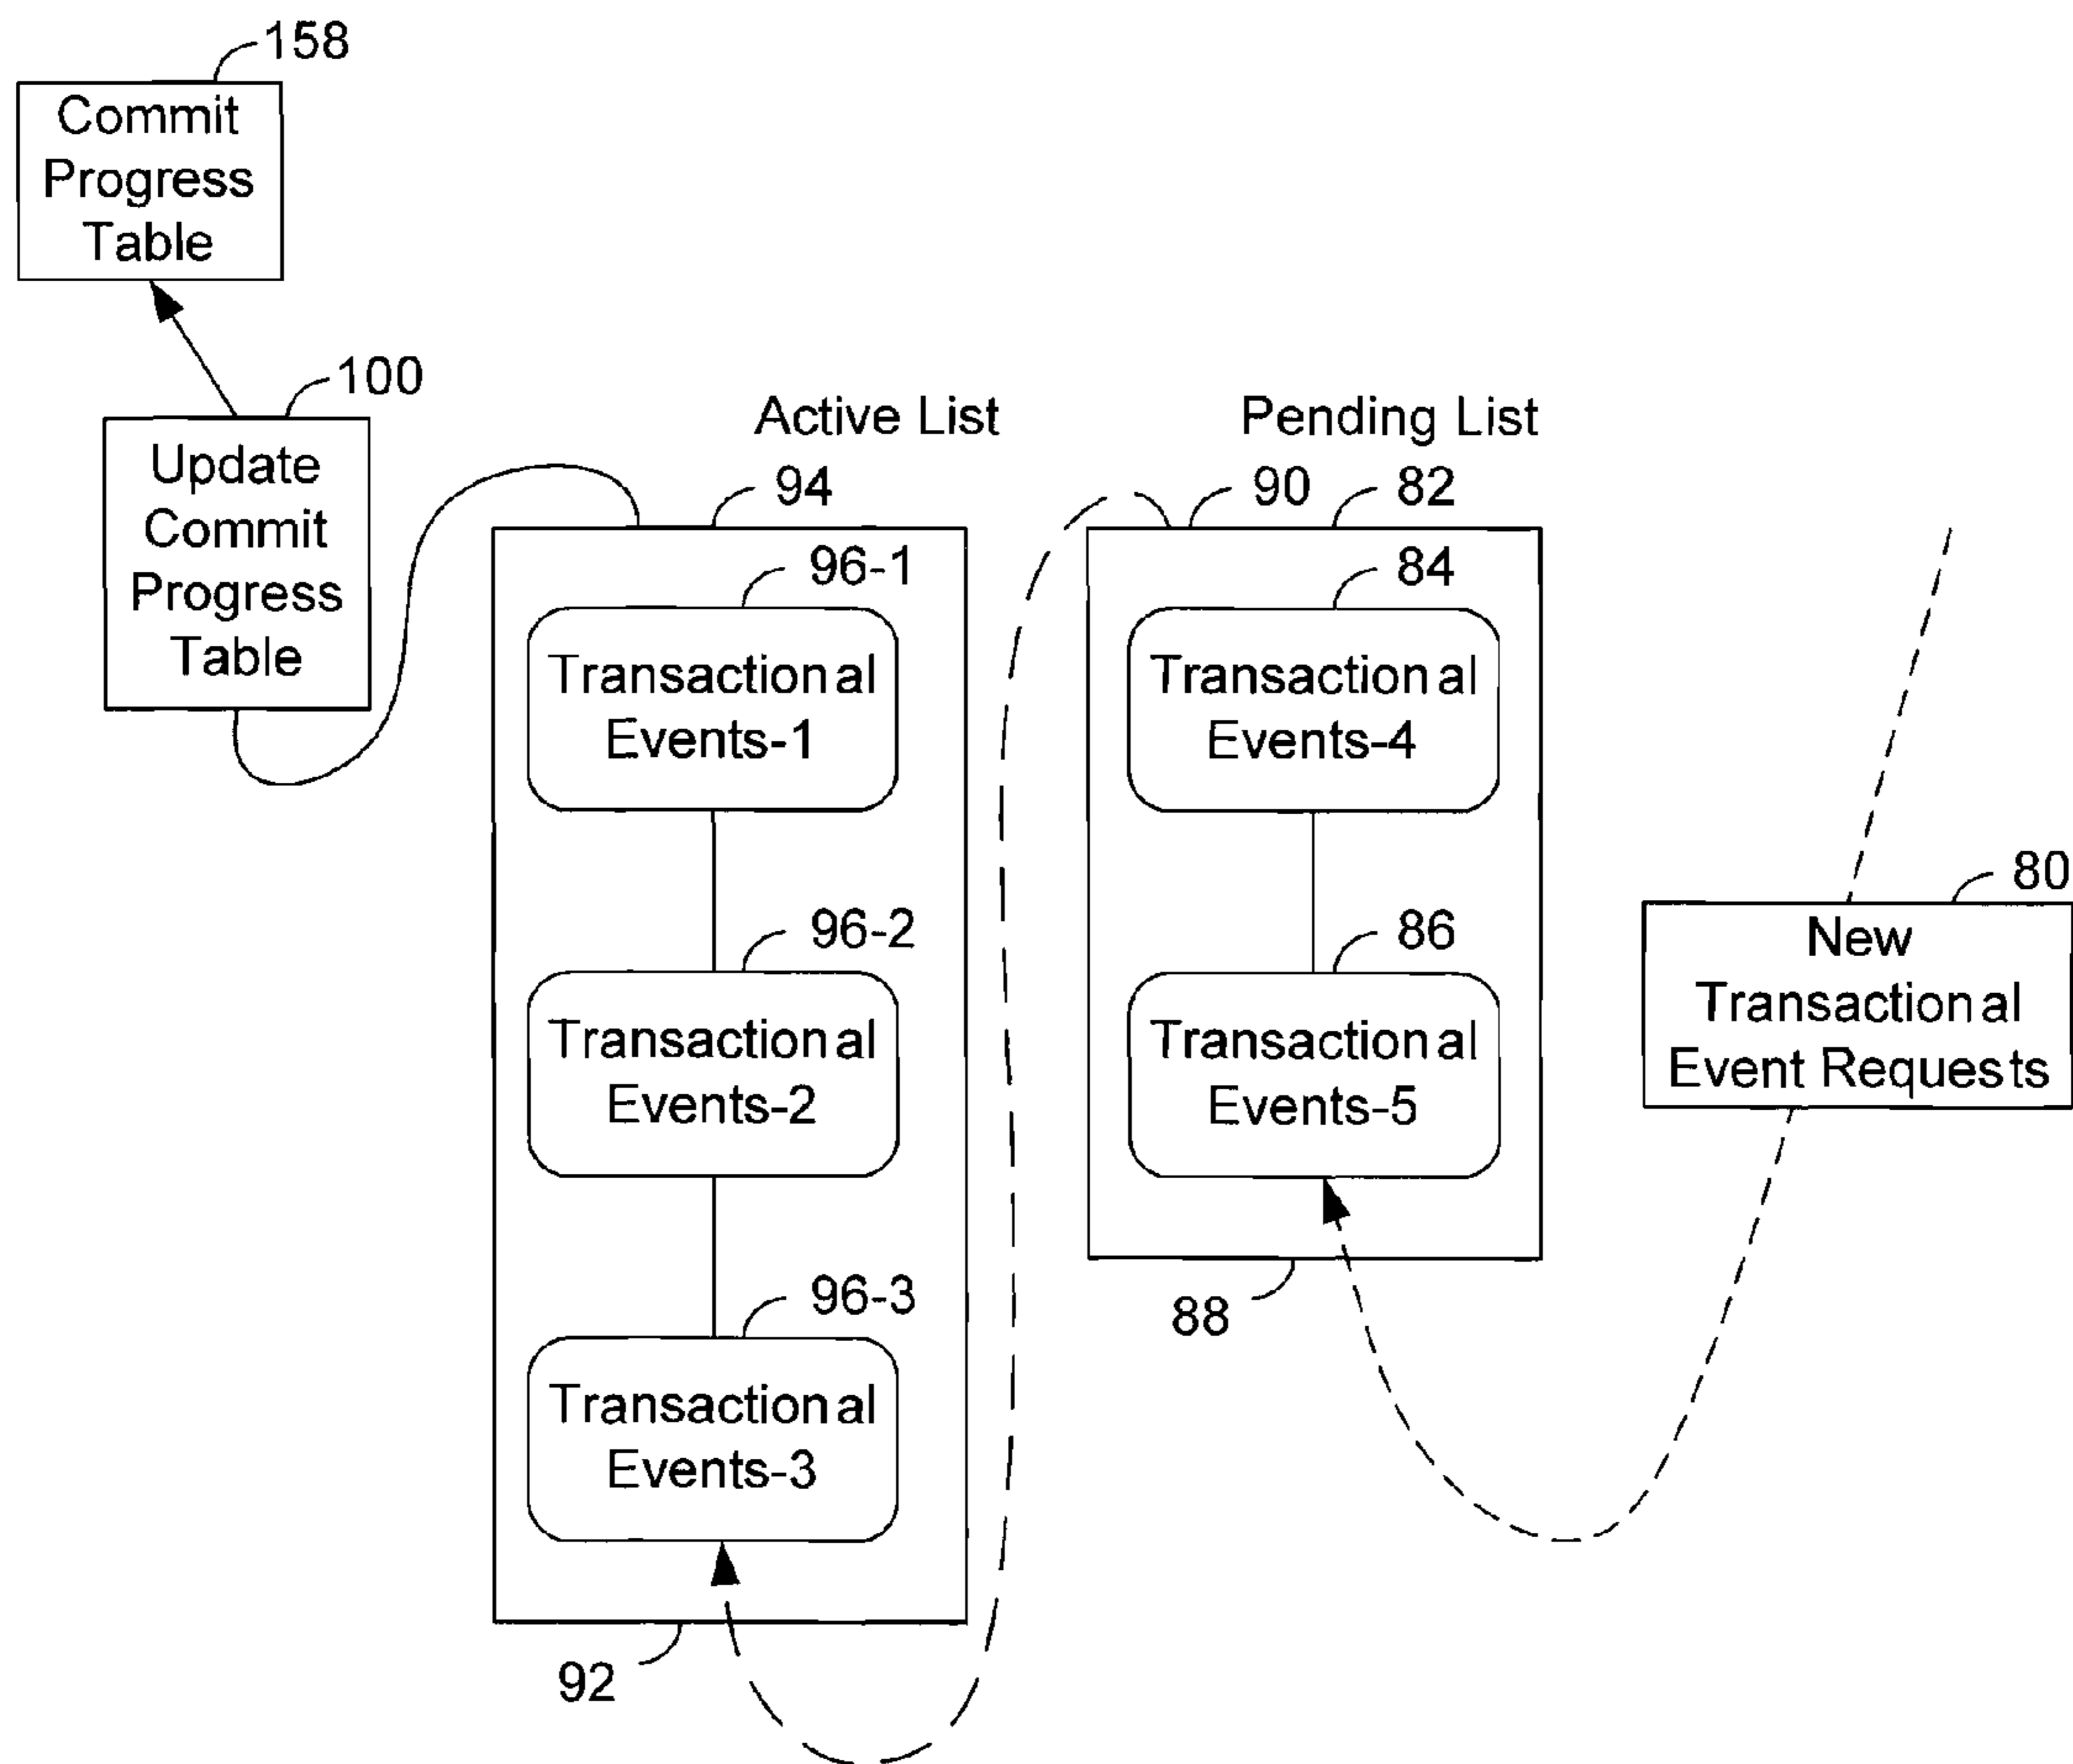 158
Commit
Progress
Table
100
Update
Commit
Progress
Table
Active List
94
96-1
Transactional
Events-1
96-2
Transactional
Events-2
96-3
Transactional
Events-3
92
Pending List
90
82
84
Transactional
Events-4
86
Transactional
Events-5
88
80
New
Transactional
Event Requests